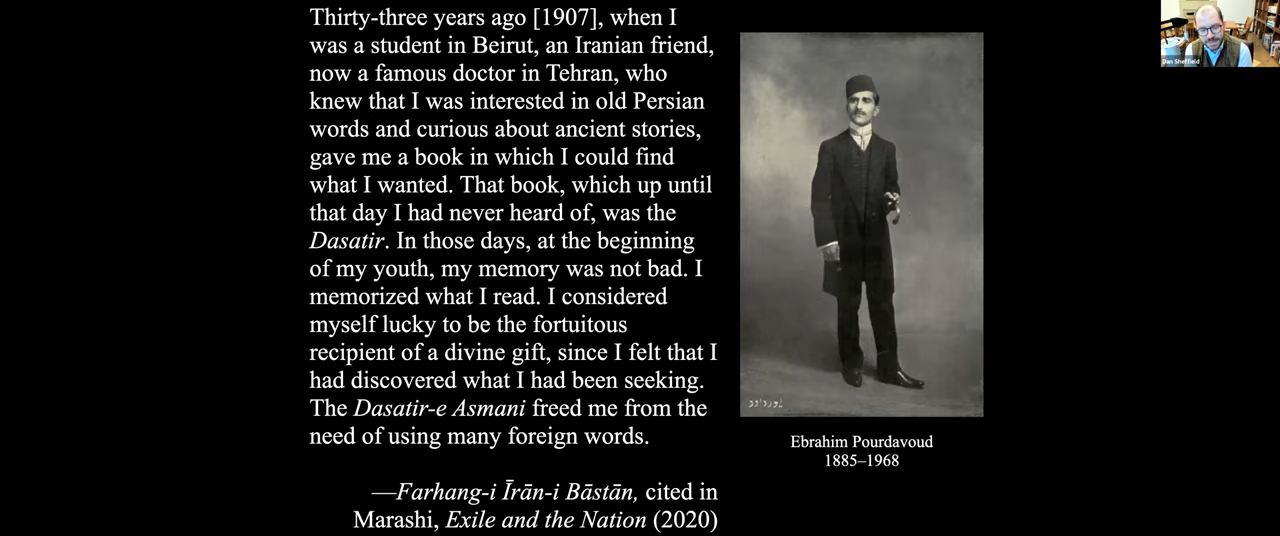 Thirty-three years ago [1907], when I
was a student in Beirut, an Iranian friend,
now a famous doctor in Tehran, who
knew that I was interested in old Persian
words and curious about ancient stories,
gave me a book in which I could find
what I wanted. That book, which up until
that day I had never heard of, was the
Dasatir. In those days, at the beginning
of my youth, my memory was not bad. I
memorized what I read. I considered
myself lucky to be the fortuitous
recipient of a divine gift, since I felt that I
had discovered what I had been seeking.
The Dasatir-e Asmani freed me from the
need of using many foreign words.
—Farhang-i Īrān-i Bāstān, cited in
Marashi, Exile and the Nation (2020)
Ebrahim Pourdavoud
1885–1968
Dan Sheffield